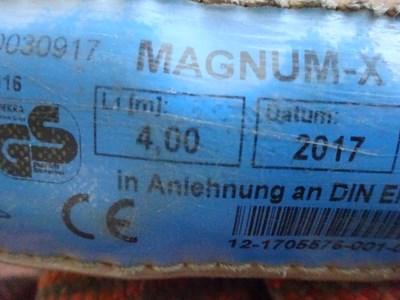 0030917 MAGNUM-X
16
L1 [m]: Datum:
4,00 2017
GS
in Anlehnung an DIN E
CE
12-1705576-001-